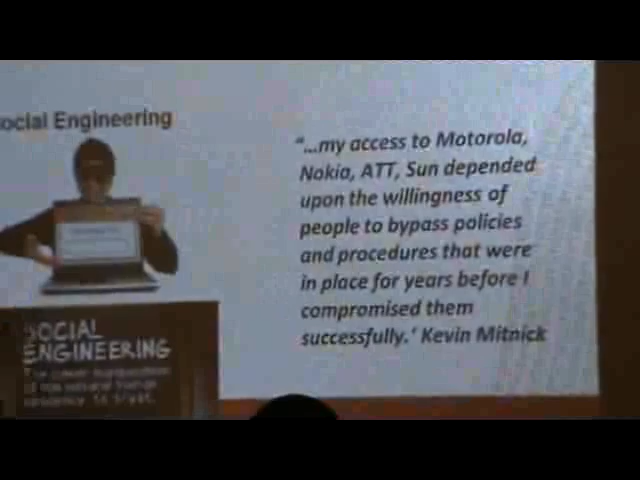 ocial Engineering
“...my access to Motorola,
Nokia, ATT, Sun depended
upon the willingness of
people to bypass policies
and procedures that were
in place for years before I
compromised them
successfully.’ Kevin Mitnick
SOCIAL
ENGINEERING